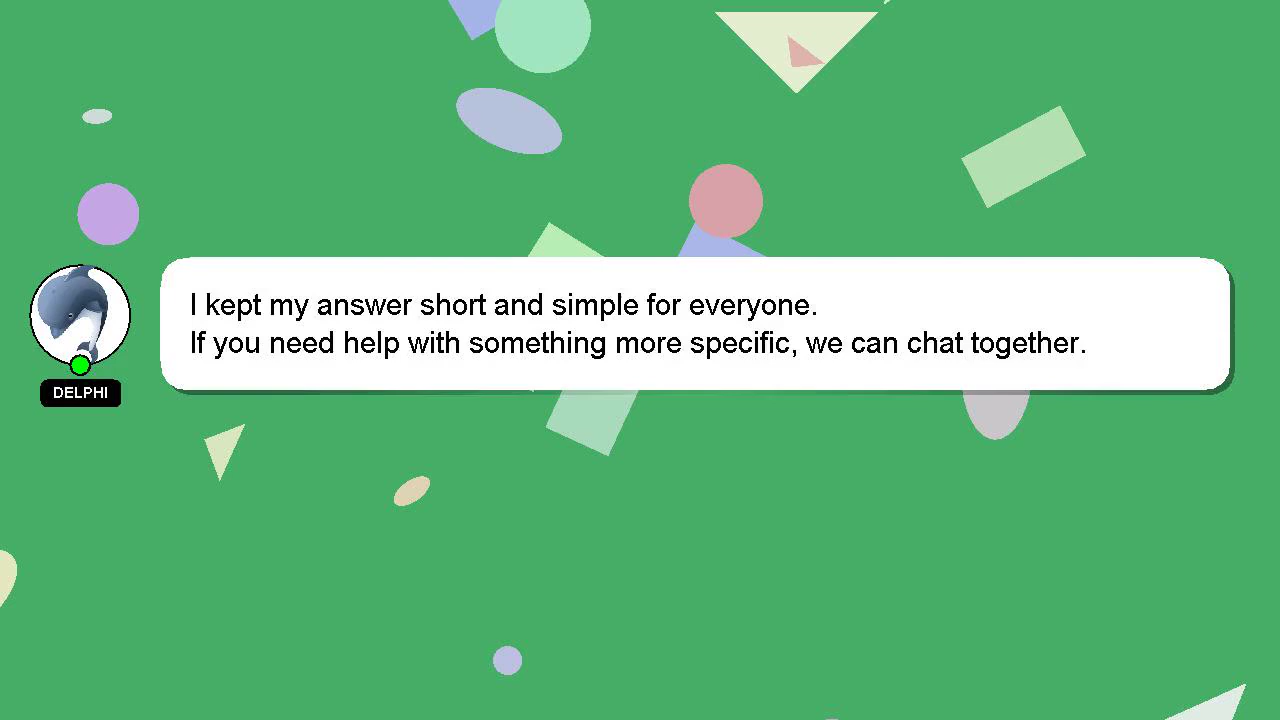 I kept my answer short and simple for everyone.
If you need help with something more specific, we can chat together.
DELPHI